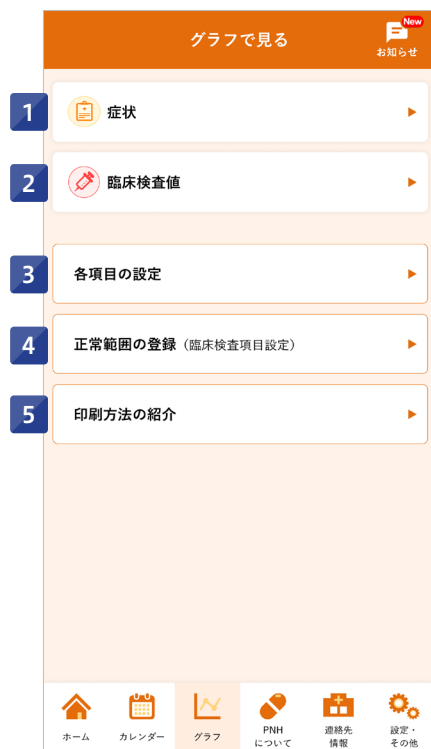 グラフで見る
New
お知らせ
1
症状
2
臨床検査値
3
各項目の設定
4
正常範囲の登録（臨床検査項目設定）
5
印刷方法の紹介
ホーム
カレンダー
グラフ
PNH
について
連絡先
情報
設定・
その他